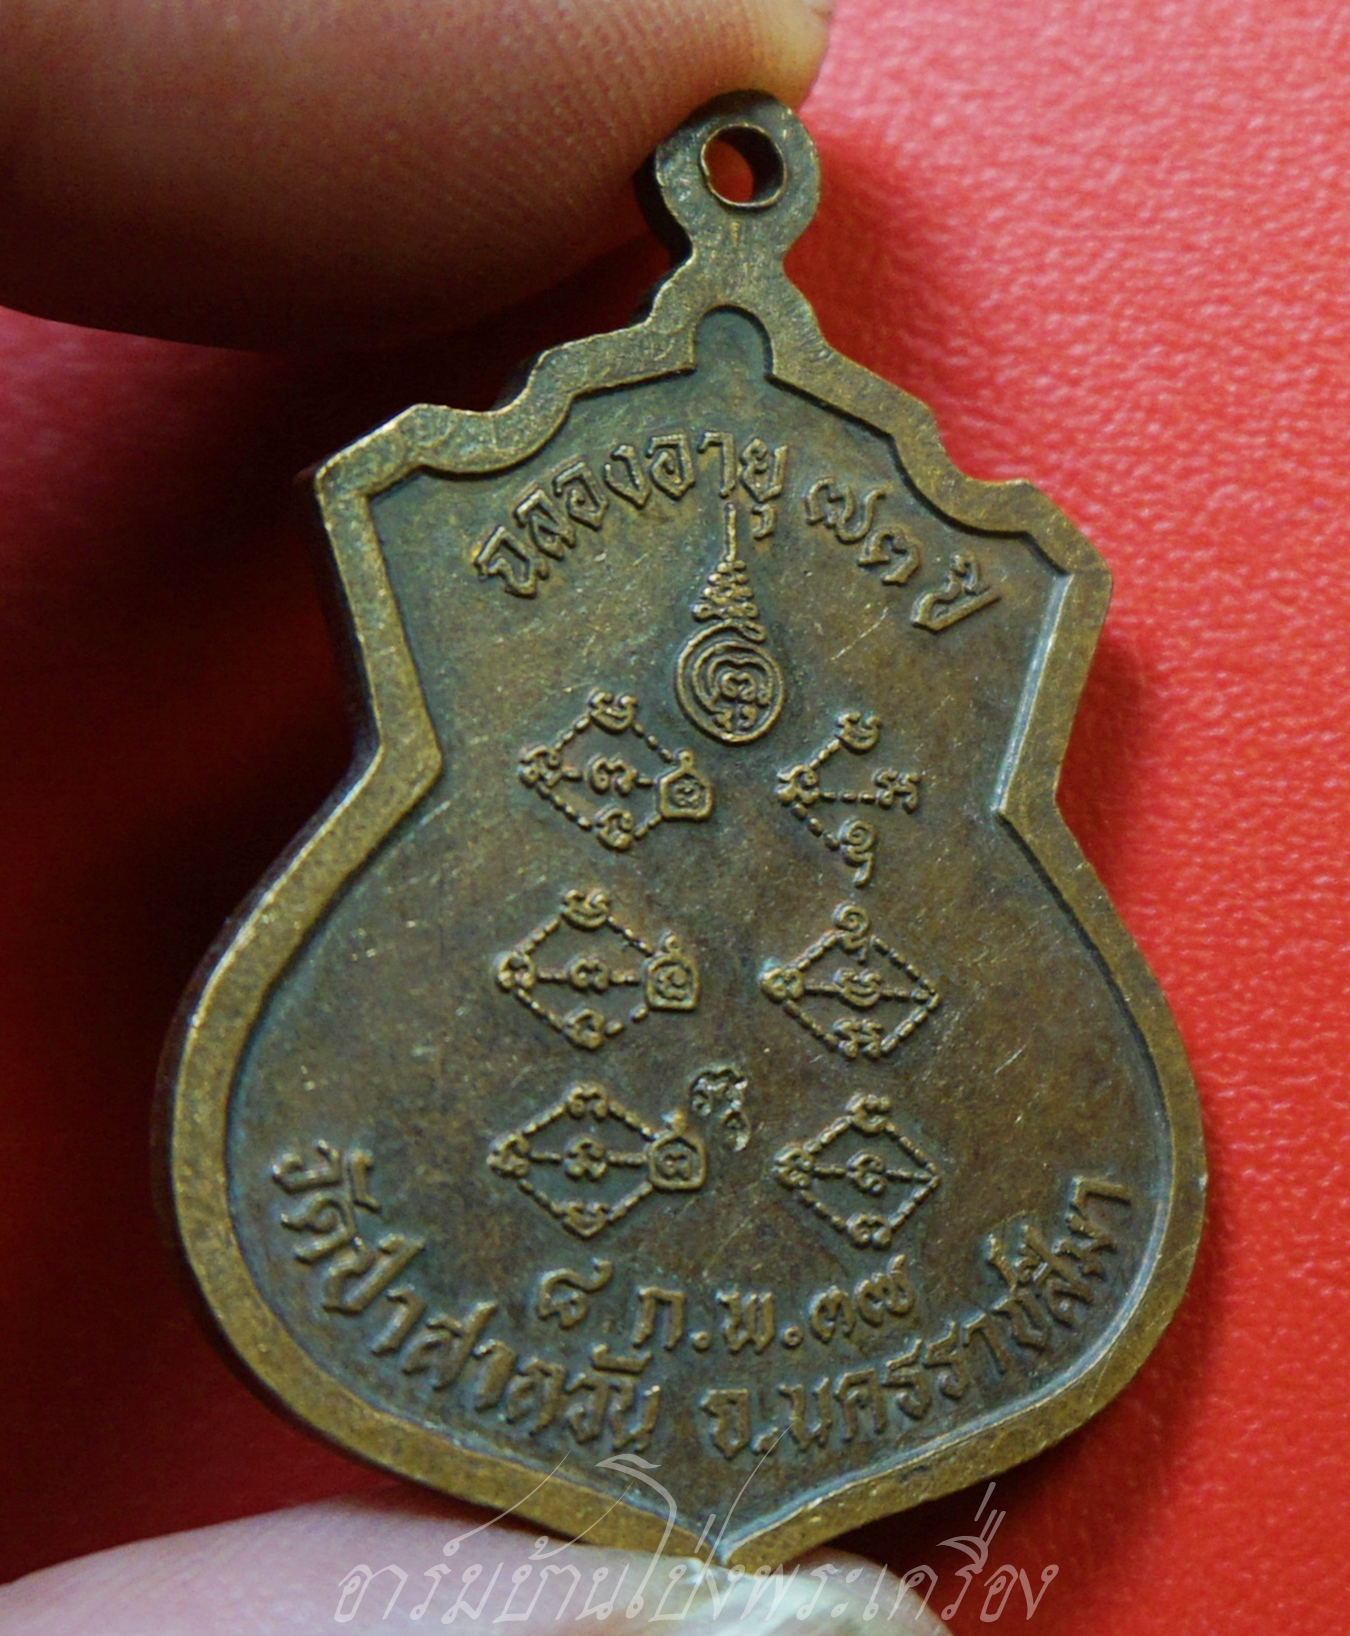 ฉลองอายุ ๗๓ ปี
๘ ก.พ.๓๗
วัดป่าสาลวัน จ.นครราชสีมา
อาร์มบ้านโป่งพระเครื่อง